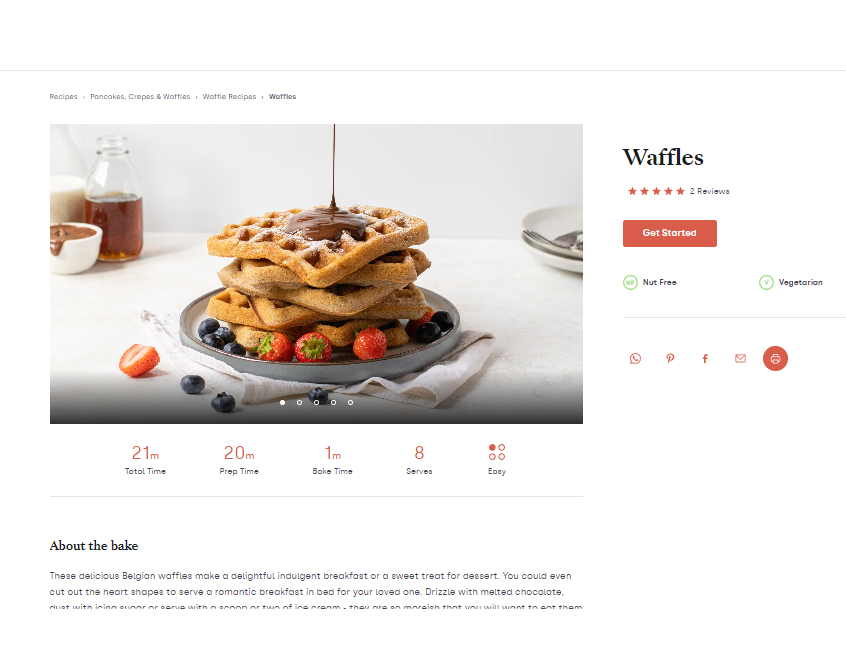 Recipes › Pancakes, Crepes & Waffles › Waffle Recipes › Waffles
Waffles
2 Reviews
Get Started
NF Nut Free
V Vegetarian
21m
Total Time
20m
Prep Time
1m
Bake Time
8
Serves
Easy
About the bake
These delicious Belgian waffles make a delightful indulgent breakfast or a sweet treat for dessert. You could even
cut out the heart shapes to serve a romantic breakfast in bed for your loved one. Drizzle with melted chocolate,
dust with icing sugar or serve with a scoop or two of ice cream - they are so moreish that you will want to eat them